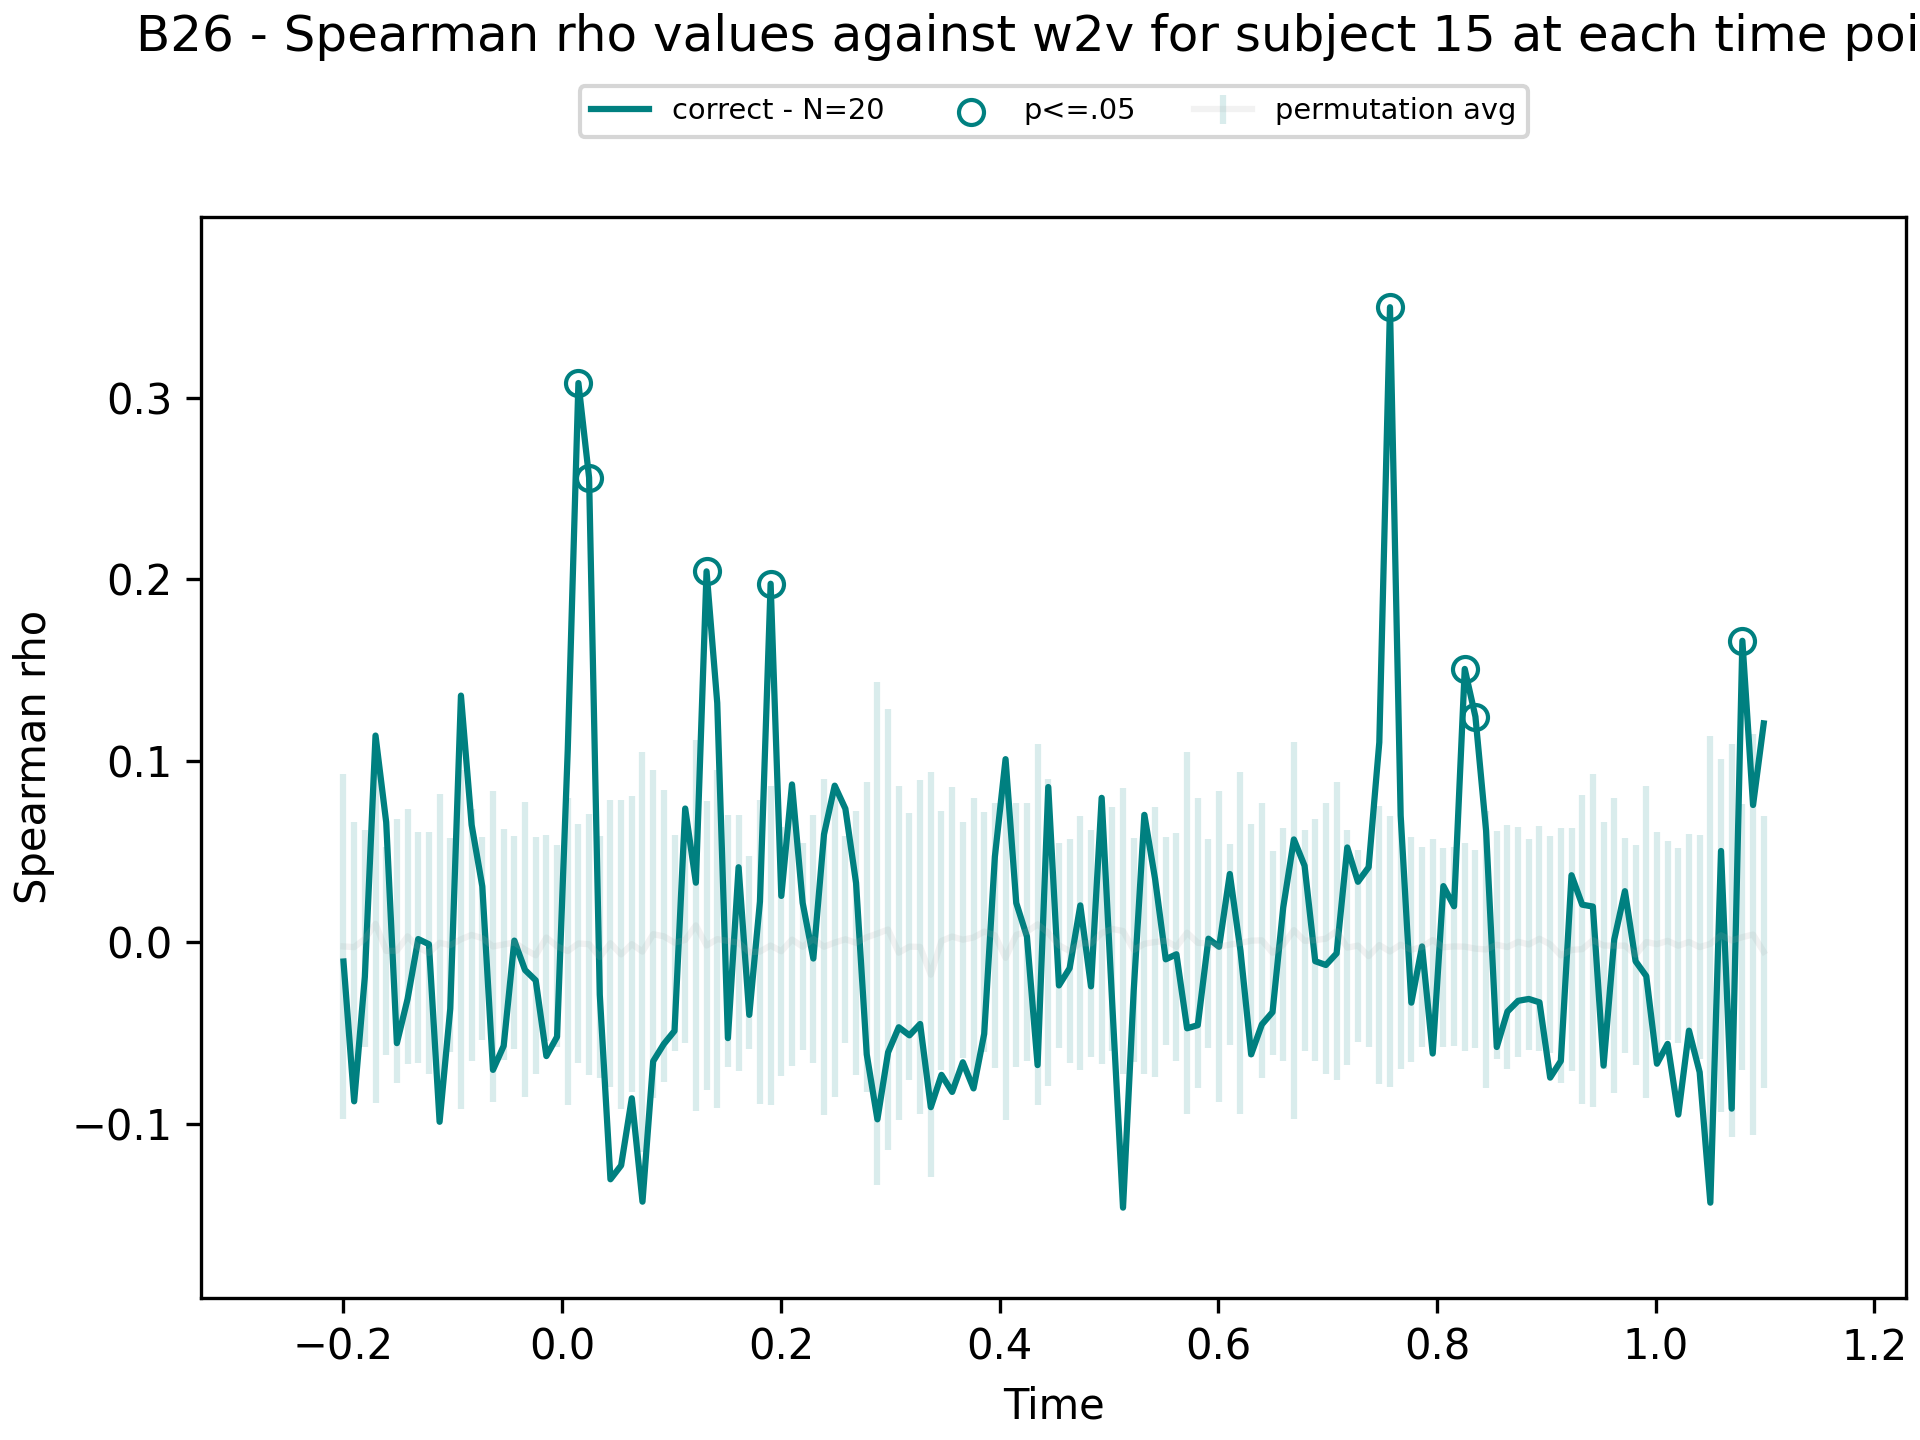 B26 - Spearman rho values against w2v for subject 15 at each time poi
correct - N=20 p<=.05 permutation avg
0.3
0.2
0.1
0.0
−0.1
Spearman rho
−0.2 0.0 0.2 0.4 0.6 0.8 1.0 1.2
Time